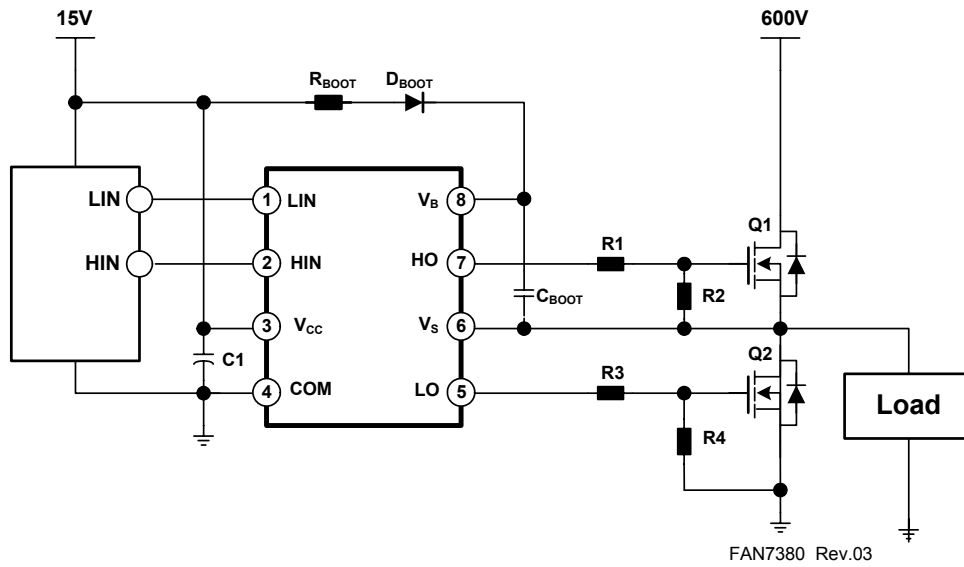 15V
600V
RBOOT
DBOOT
LIN
HIN
1
LIN
2
HIN
3
VCC
4
COM
VB
8
HO
7
VS
6
LO
5
C1
CBOOT
R1
R2
R3
R4
Q1
Q2
Load
FAN7380 Rev.03